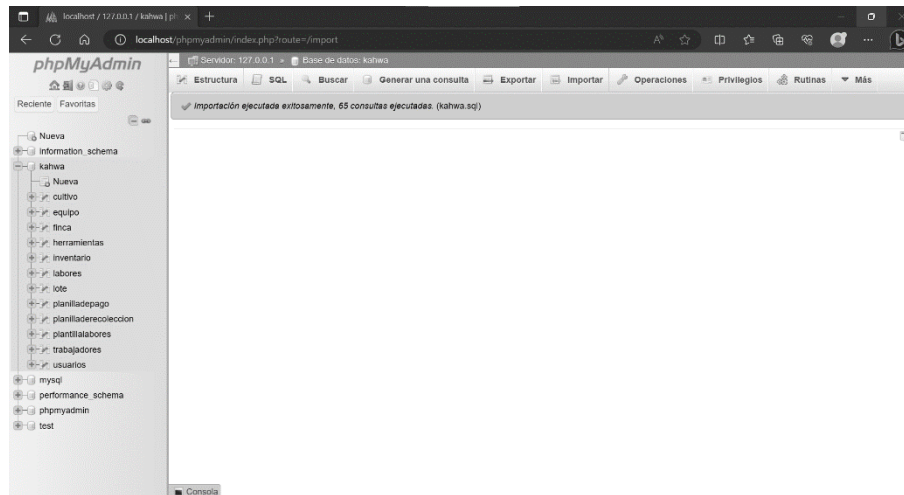 localhost / 127.0.0.1 / kahwa | ph
localhost/phpmyadmin/index.php?route=/import
phpMyAdmin
Reciente Favoritas
Nueva
information_schema
kahwa
Nueva
cultivo
equipo
finca
herramientas
inventario
labores
lote
planilladepago
planilladerecoleccion
plantillalabores
trabajadores
usuarios
mysql
performance_schema
phpmyadmin
test
Servidor: 127.0.0.1 » Base de datos: kahwa
Estructura SQL Buscar Generar una consulta Exportar Importar Operaciones Privilegios Rutinas Más
Importación ejecutada exitosamente, 65 consultas ejecutadas. (kahwa.sql)
Consola